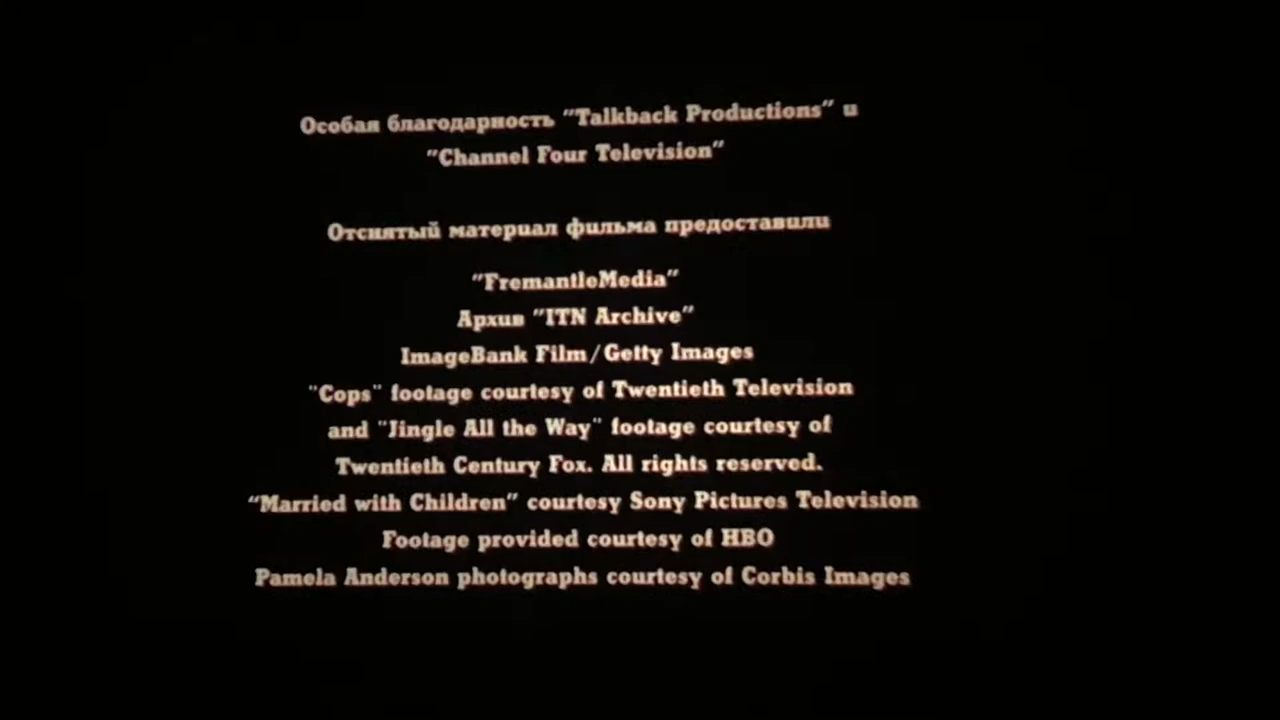 Особая благодарность "Talkback Productions" и
"Channel Four Television"
Отснятый материал фильма предоставили
"FremantleMedia"
Архив "ITN Archive"
ImageBank Film/Getty Images
"Cops" footage courtesy of Twentieth Television
and "Jingle All the Way" footage courtesy of
Twentieth Century Fox. All rights reserved.
“Married with Children” courtesy Sony Pictures Television
Footage provided courtesy of HBO
Pamela Anderson photographs courtesy of Corbis Images